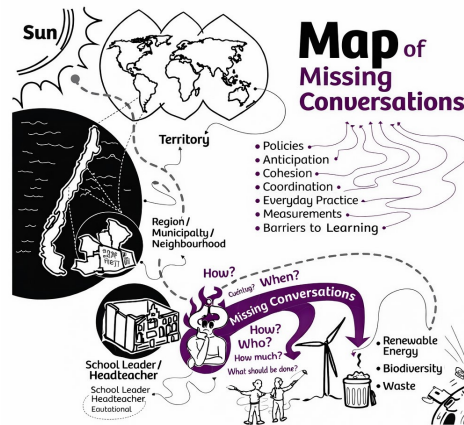 Sun
Map of
Missing
Conversations
Territory
• Policies
• Anticipation
• Cohesion
• Coordination
• Everyday Practice
• Measurements
• Barriers to Learning
Region /
Municipalty /
Neighbourhood
How?
When?
Missing Conversations
How?
Who?
How much?
What should be done?
School Leader /
Headteacher
School Leader
Headteacher
Eautational
• Renewable
Energy
• Biodiversity
• Waste